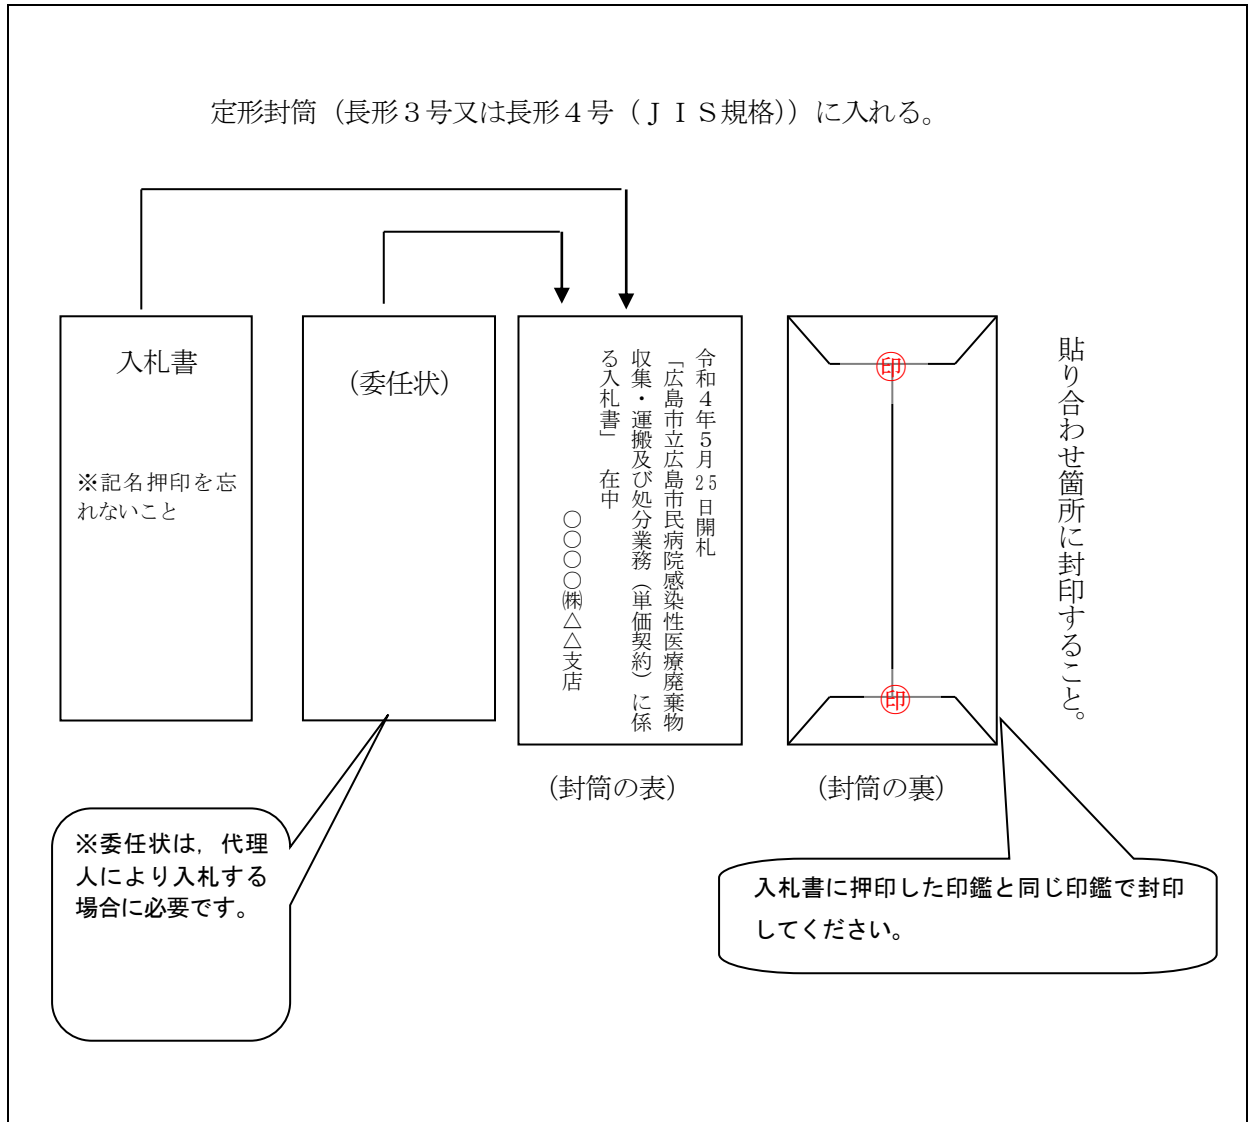 定形封筒（長形３号又は長形４号（ＪＩＳ規格））に入れる。
入札書
※記名押印を忘
れないこと
（委任状）
令和４年５月25日開札
「広島市立広島市民病院感染性医療廃棄物
収集・運搬及び処分業務（単価契約）に係
る入札書」　在中
○○○○㈱△△支店
印
印
貼り合わせ箇所に封印すること。
（封筒の表）
（封筒の裏）
※委任状は，代理
人により入札する
場合に必要です。
入札書に押印した印鑑と同じ印鑑で封印
してください。